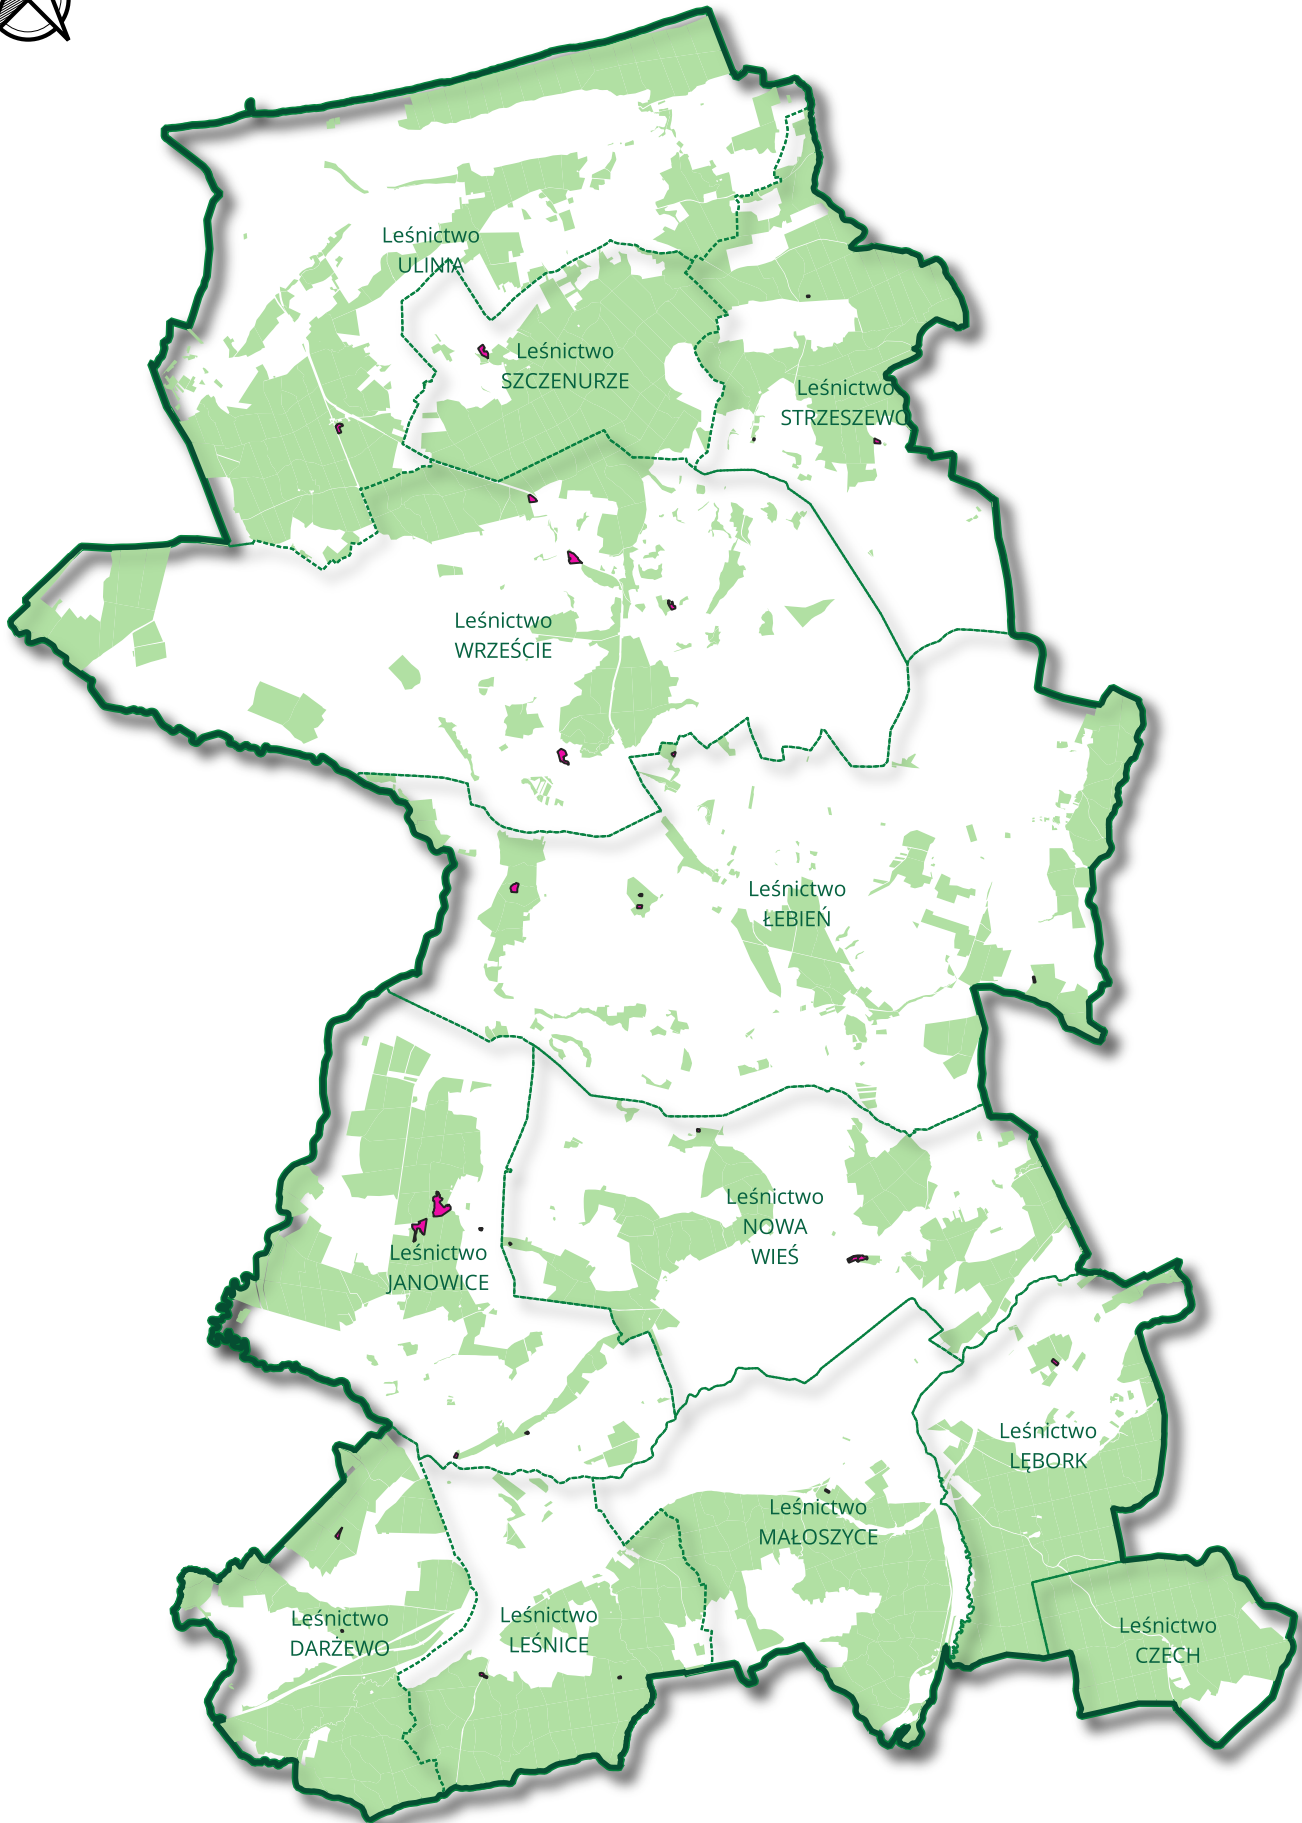 Leśnictwo
ULINIA
Leśnictwo
SZCZENURZE
Leśnictwo
STRZESZEWO
Leśnictwo
WRZEŚCIE
Leśnictwo
ŁEBIEŃ
Leśnictwo
NOWA
WIEŚ
Leśnictwo
JANOWICE
Leśnictwo
LĘBORK
Leśnictwo
MAŁOSZYCE
Leśnictwo
DARŻEWO
Leśnictwo
LEŚNICE
Leśnictwo
CZECH